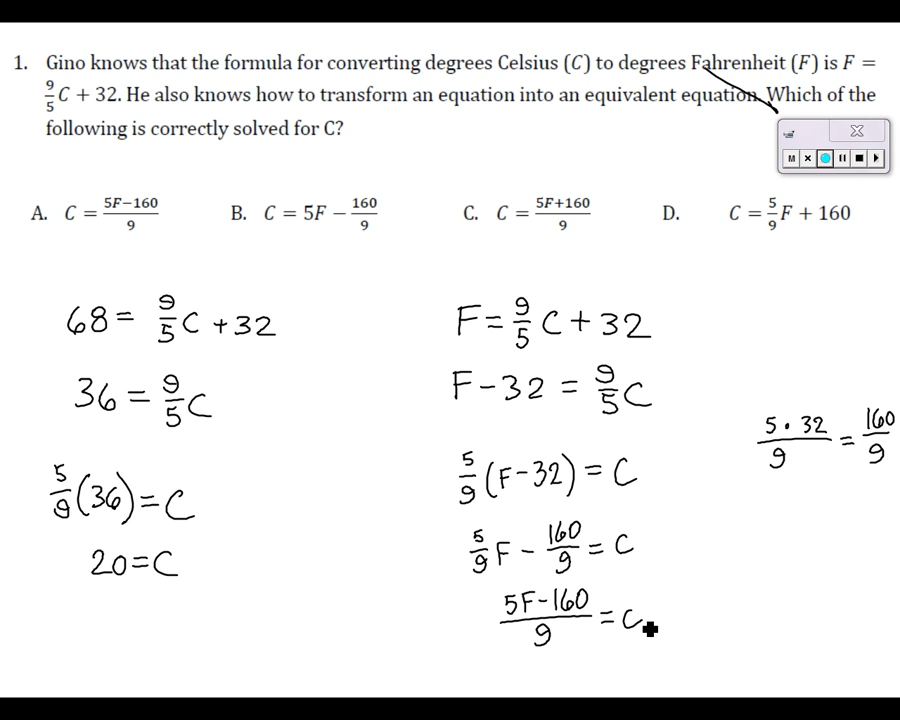 1. Gino knows that the formula for converting degrees Celsius (C) to degrees Fahrenheit (F) is F =
9/5 C + 32. He also knows how to transform an equation into an equivalent equation. Which of the
following is correctly solved for C?
M
A. C = (5F−160)/9 B. C = 5F − 160/9 C. C = (5F+160)/9 D. C = 5/9 F + 160
68 = 9/5 C + 32
36 = 9/5 C
5/9 (36) = C
20 = C
F = 9/5 C + 32
F − 32 = 9/5 C
5/9 (F − 32) = C
5/9 F − 160/9 = C
(5F − 160)/9 = C
(5 · 32)/9 = 160/9